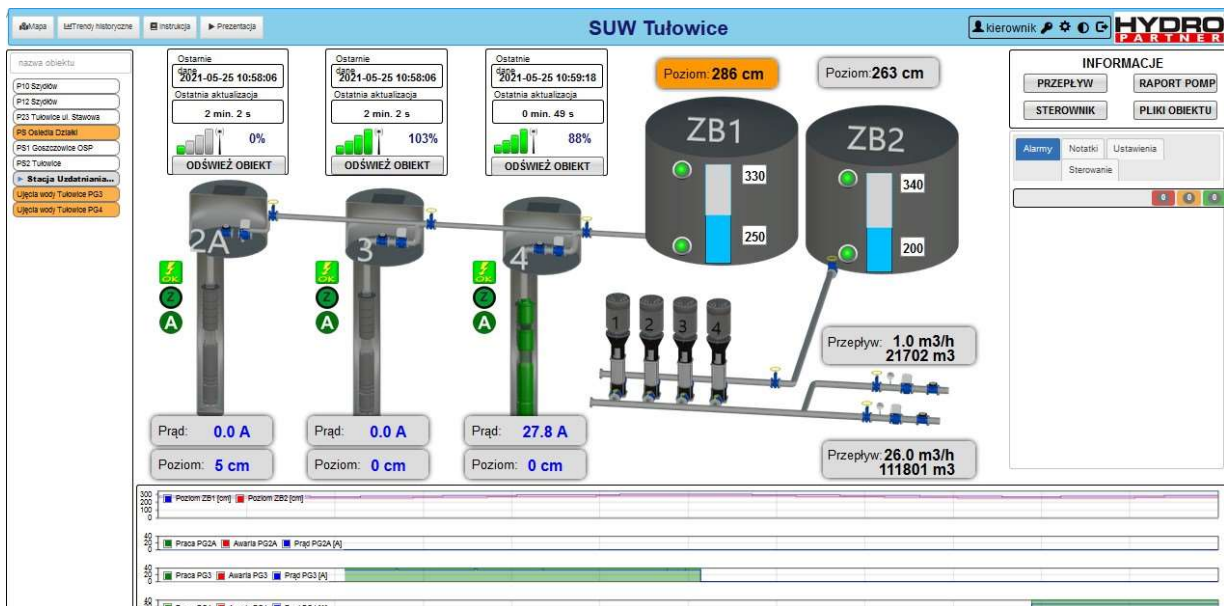 Mapa Trendy historyczne Instrukcja Prezentacja
SUW Tułowice
kierownik
HYDRO
PARTNER
nazwa obiektu
P10 Szydłów
P12 Szydłów
P23 Tułowice ul. Stawowa
PS Osiedla Działki
PS1 Goszczowice OSP
PS2 Tułowice
Stacja Uzdatniania...
Ujęcia wody Tułowice PG3
Ujęcia wody Tułowice PG4
Ostatnie
dane
2021-05-25 10:58:06
Ostatnia aktualizacja
2 min. 2 s
0%
ODŚWIEŻ OBIEKT
Ostatnie
dane
2021-05-25 10:58:06
Ostatnia aktualizacja
2 min. 2 s
103%
ODŚWIEŻ OBIEKT
Ostatnie
dane
2021-05-25 10:59:18
Ostatnia aktualizacja
0 min. 49 s
88%
ODŚWIEŻ OBIEKT
Poziom: 286 cm
Poziom: 263 cm
ZB1
330
250
ZB2
340
200
2A
OK
Z
A
3
OK
Z
A
4
OK
Z
A
1 2 3 4
Przepływ: 1.0 m3/h
21702 m3
Przepływ: 26.0 m3/h
111801 m3
Prąd: 0.0 A
Poziom: 5 cm
Prąd: 0.0 A
Poziom: 0 cm
Prąd: 27.8 A
Poziom: 0 cm
INFORMACJE
PRZEPŁYW RAPORT POMP
STEROWNIK PLIKI OBIEKTU
Alarmy Notatki Ustawienia
Sterowanie
0 0 0
300
200
100
0
Poziom ZB1 [cm] Poziom ZB2 [cm]
40
20
0
Praca PG2A Awaria PG2A Prąd PG2A [A]
40
20
0
Praca PG3 Awaria PG3 Prąd PG3 [A]
40